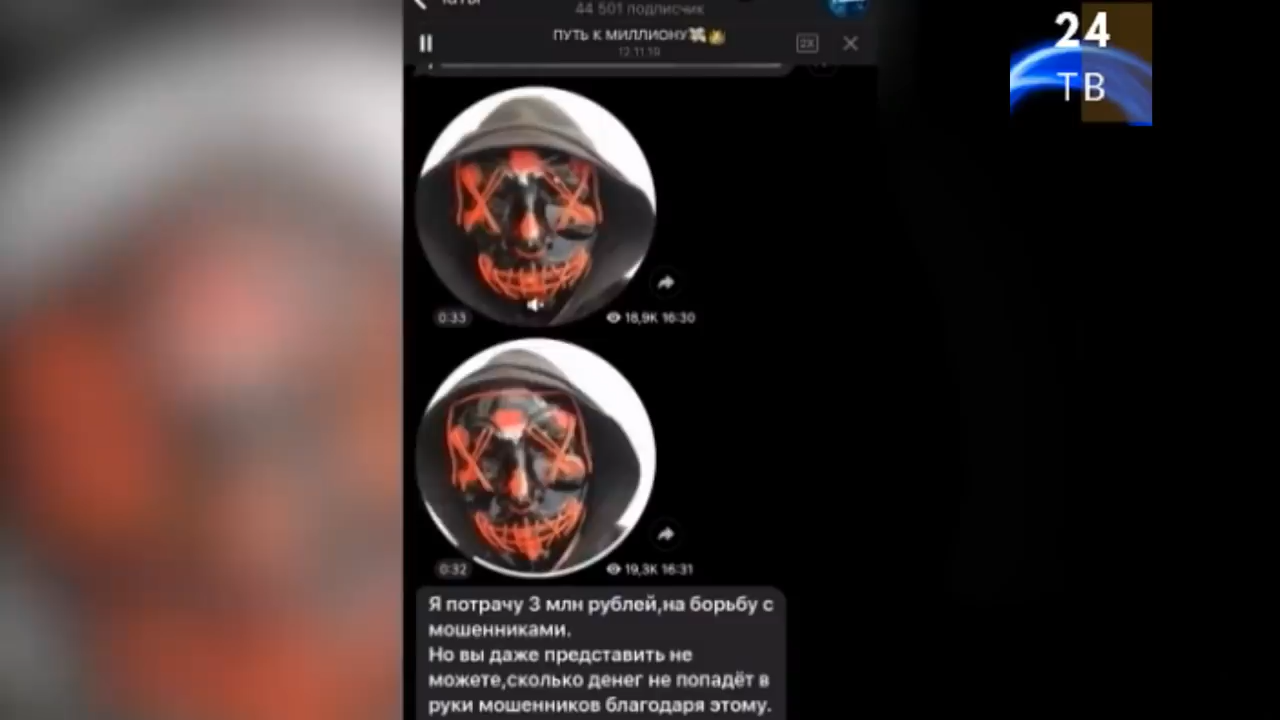 Чаты
44 501 подписчик
ПУТЬ К МИЛЛИОНУ
12.11.19
2X
24
ТВ
0:33
18,9K 16:30
0:32
19,3K 16:31
Я потрачу 3 млн рублей,на борьбу с
мошенниками.
Но вы даже представить не
можете,сколько денег не попадёт в
руки мошенников благодаря этому.